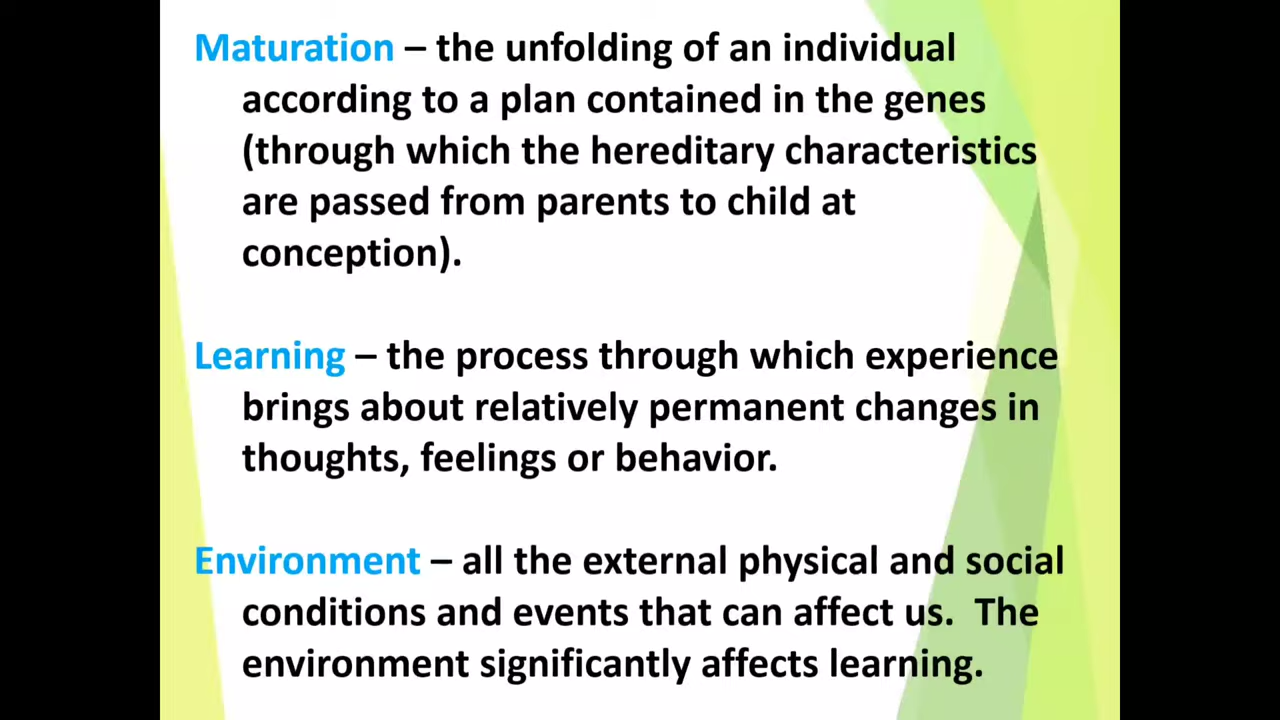 Maturation – the unfolding of an individual
according to a plan contained in the genes
(through which the hereditary characteristics
are passed from parents to child at
conception).
Learning – the process through which experience
brings about relatively permanent changes in
thoughts, feelings or behavior.
Environment – all the external physical and social
conditions and events that can affect us.  The
environment significantly affects learning.